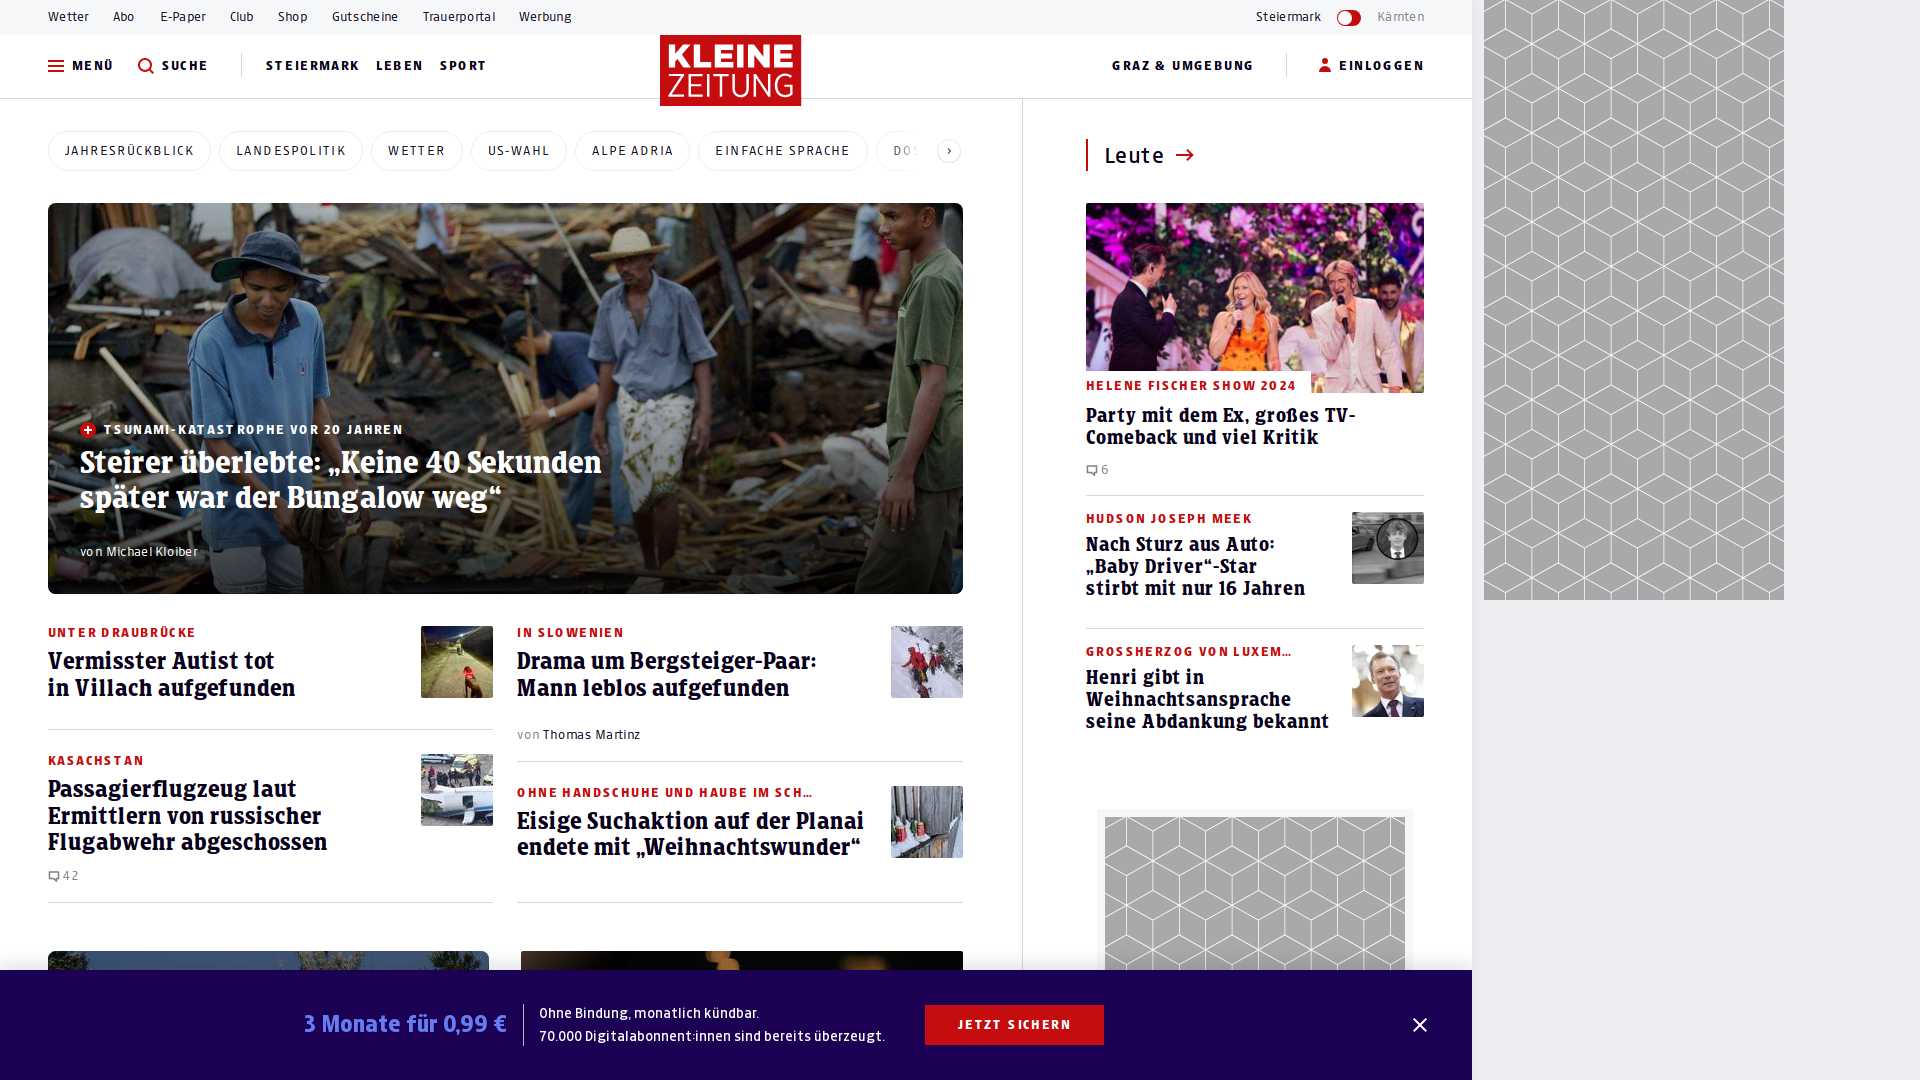 Wetter Abo E-Paper Club Shop Gutscheine Trauerportal Werbung Steiermark Kärnten
MENÜ SUCHE STEIERMARK LEBEN SPORT KLEINE ZEITUNG GRAZ & UMGEBUNG EINLOGGEN
JAHRESRÜCKBLICK LANDESPOLITIK WETTER US-WAHL ALPE ADRIA EINFACHE SPRACHE
TSUNAMI-KATASTROPHE VOR 20 JAHREN
Steirer überlebte: „Keine 40 Sekunden
später war der Bungalow weg“
von Michael Kloiber
UNTER DRAUBRÜCKE
Vermisster Autist tot
in Villach aufgefunden
KASACHSTAN
Passagierflugzeug laut
Ermittlern von russischer
Flugabwehr abgeschossen
42
IN SLOWENIEN
Drama um Bergsteiger-Paar:
Mann leblos aufgefunden
von Thomas Martinz
OHNE HANDSCHUHE UND HAUBE IM SCH…
Eisige Suchaktion auf der Planai
endete mit „Weihnachtswunder“
Leute
HELENE FISCHER SHOW 2024
Party mit dem Ex, großes TV-
Comeback und viel Kritik
6
HUDSON JOSEPH MEEK
Nach Sturz aus Auto:
„Baby Driver“-Star
stirbt mit nur 16 Jahren
GROSSHERZOG VON LUXEM…
Henri gibt in
Weihnachtsansprache
seine Abdankung bekannt
3 Monate für 0,99 €
Ohne Bindung, monatlich kündbar.
70.000 Digitalabonnent:innen sind bereits überzeugt.
JETZT SICHERN